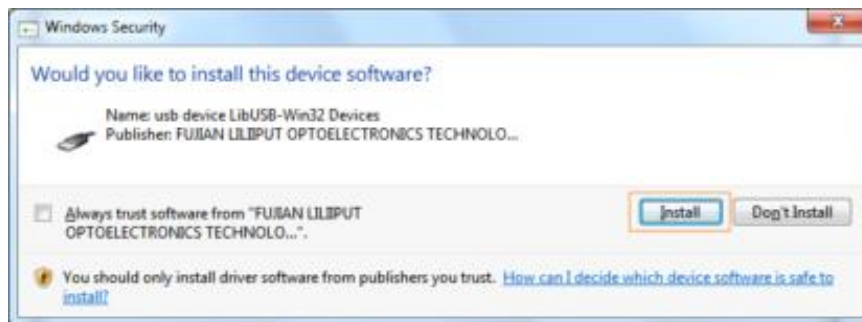 Windows Security
Would you like to install this device software?
Name: usb device LibUSB-Win32 Devices
Publisher: FUJIAN LILIPUT OPTOELECTRONICS TECHNOLO...
Always trust software from "FUJIAN LILIPUT
OPTOELECTRONICS TECHNOLO...".
Install
Don't Install
You should only install driver software from publishers you trust. How can I decide which device software is safe to
install?